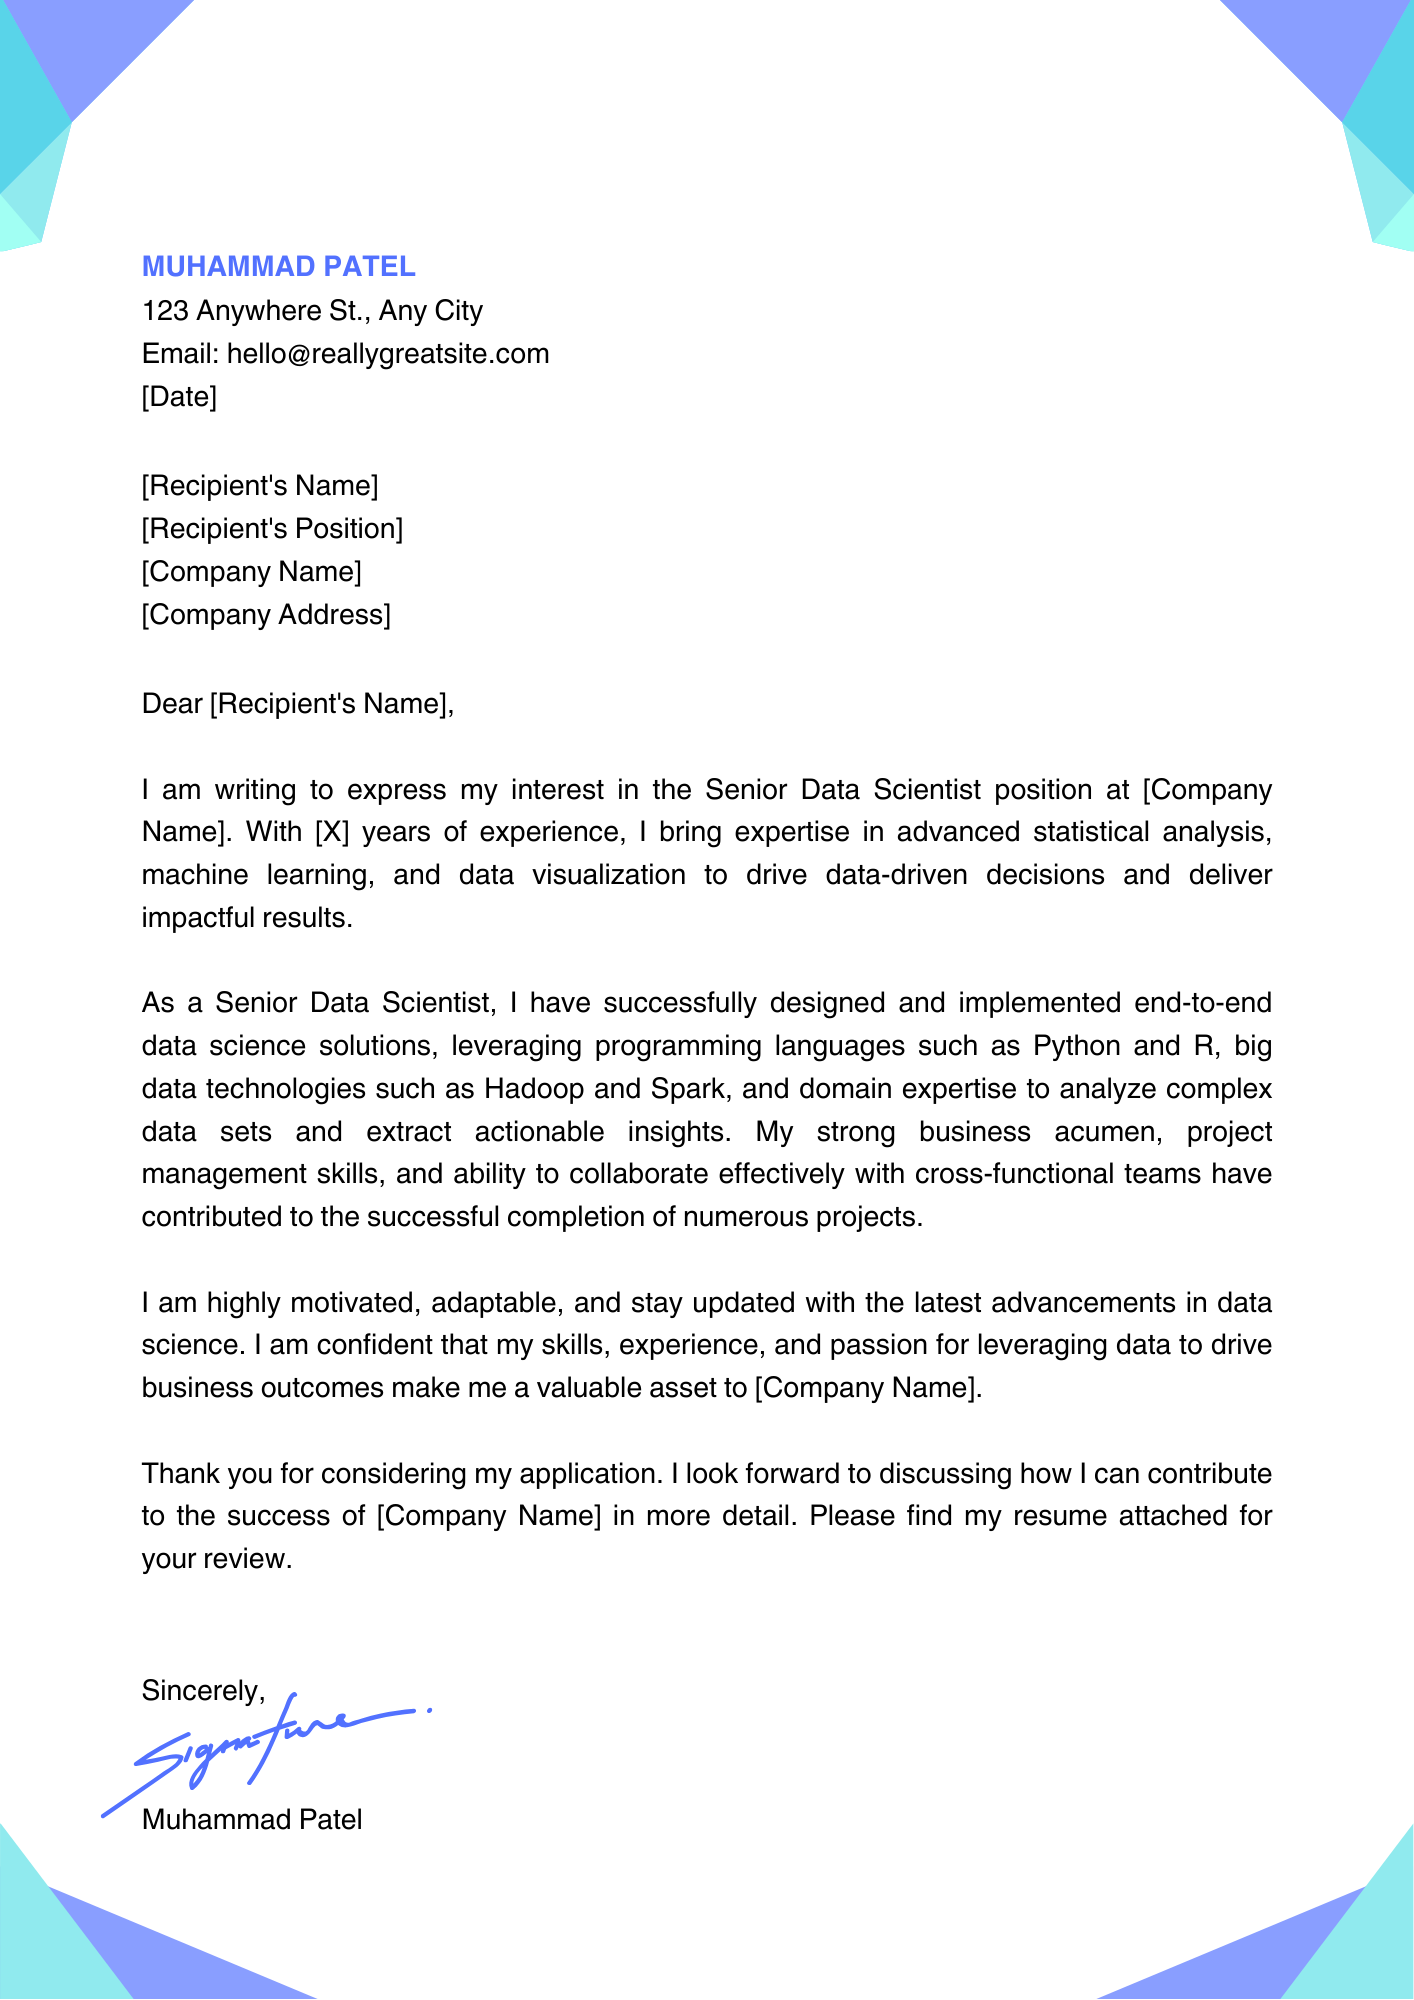 MUHAMMAD PATEL
123 Anywhere St., Any City
Email: hello@reallygreatsite.com
[Date]
[Recipient's Name]
[Recipient's Position]
[Company Name]
[Company Address]
Dear [Recipient's Name],
I am writing to express my interest in the Senior Data Scientist position at [Company
Name]. With [X] years of experience, I bring expertise in advanced statistical analysis,
machine learning, and data visualization to drive data-driven decisions and deliver
impactful results.
As a Senior Data Scientist, I have successfully designed and implemented end-to-end
data science solutions, leveraging programming languages such as Python and R, big
data technologies such as Hadoop and Spark, and domain expertise to analyze complex
data sets and extract actionable insights. My strong business acumen, project
management skills, and ability to collaborate effectively with cross-functional teams have
contributed to the successful completion of numerous projects.
I am highly motivated, adaptable, and stay updated with the latest advancements in data
science. I am confident that my skills, experience, and passion for leveraging data to drive
business outcomes make me a valuable asset to [Company Name].
Thank you for considering my application. I look forward to discussing how I can contribute
to the success of [Company Name] in more detail. Please find my resume attached for
your review.
Sincerely,
Signature.
Muhammad Patel